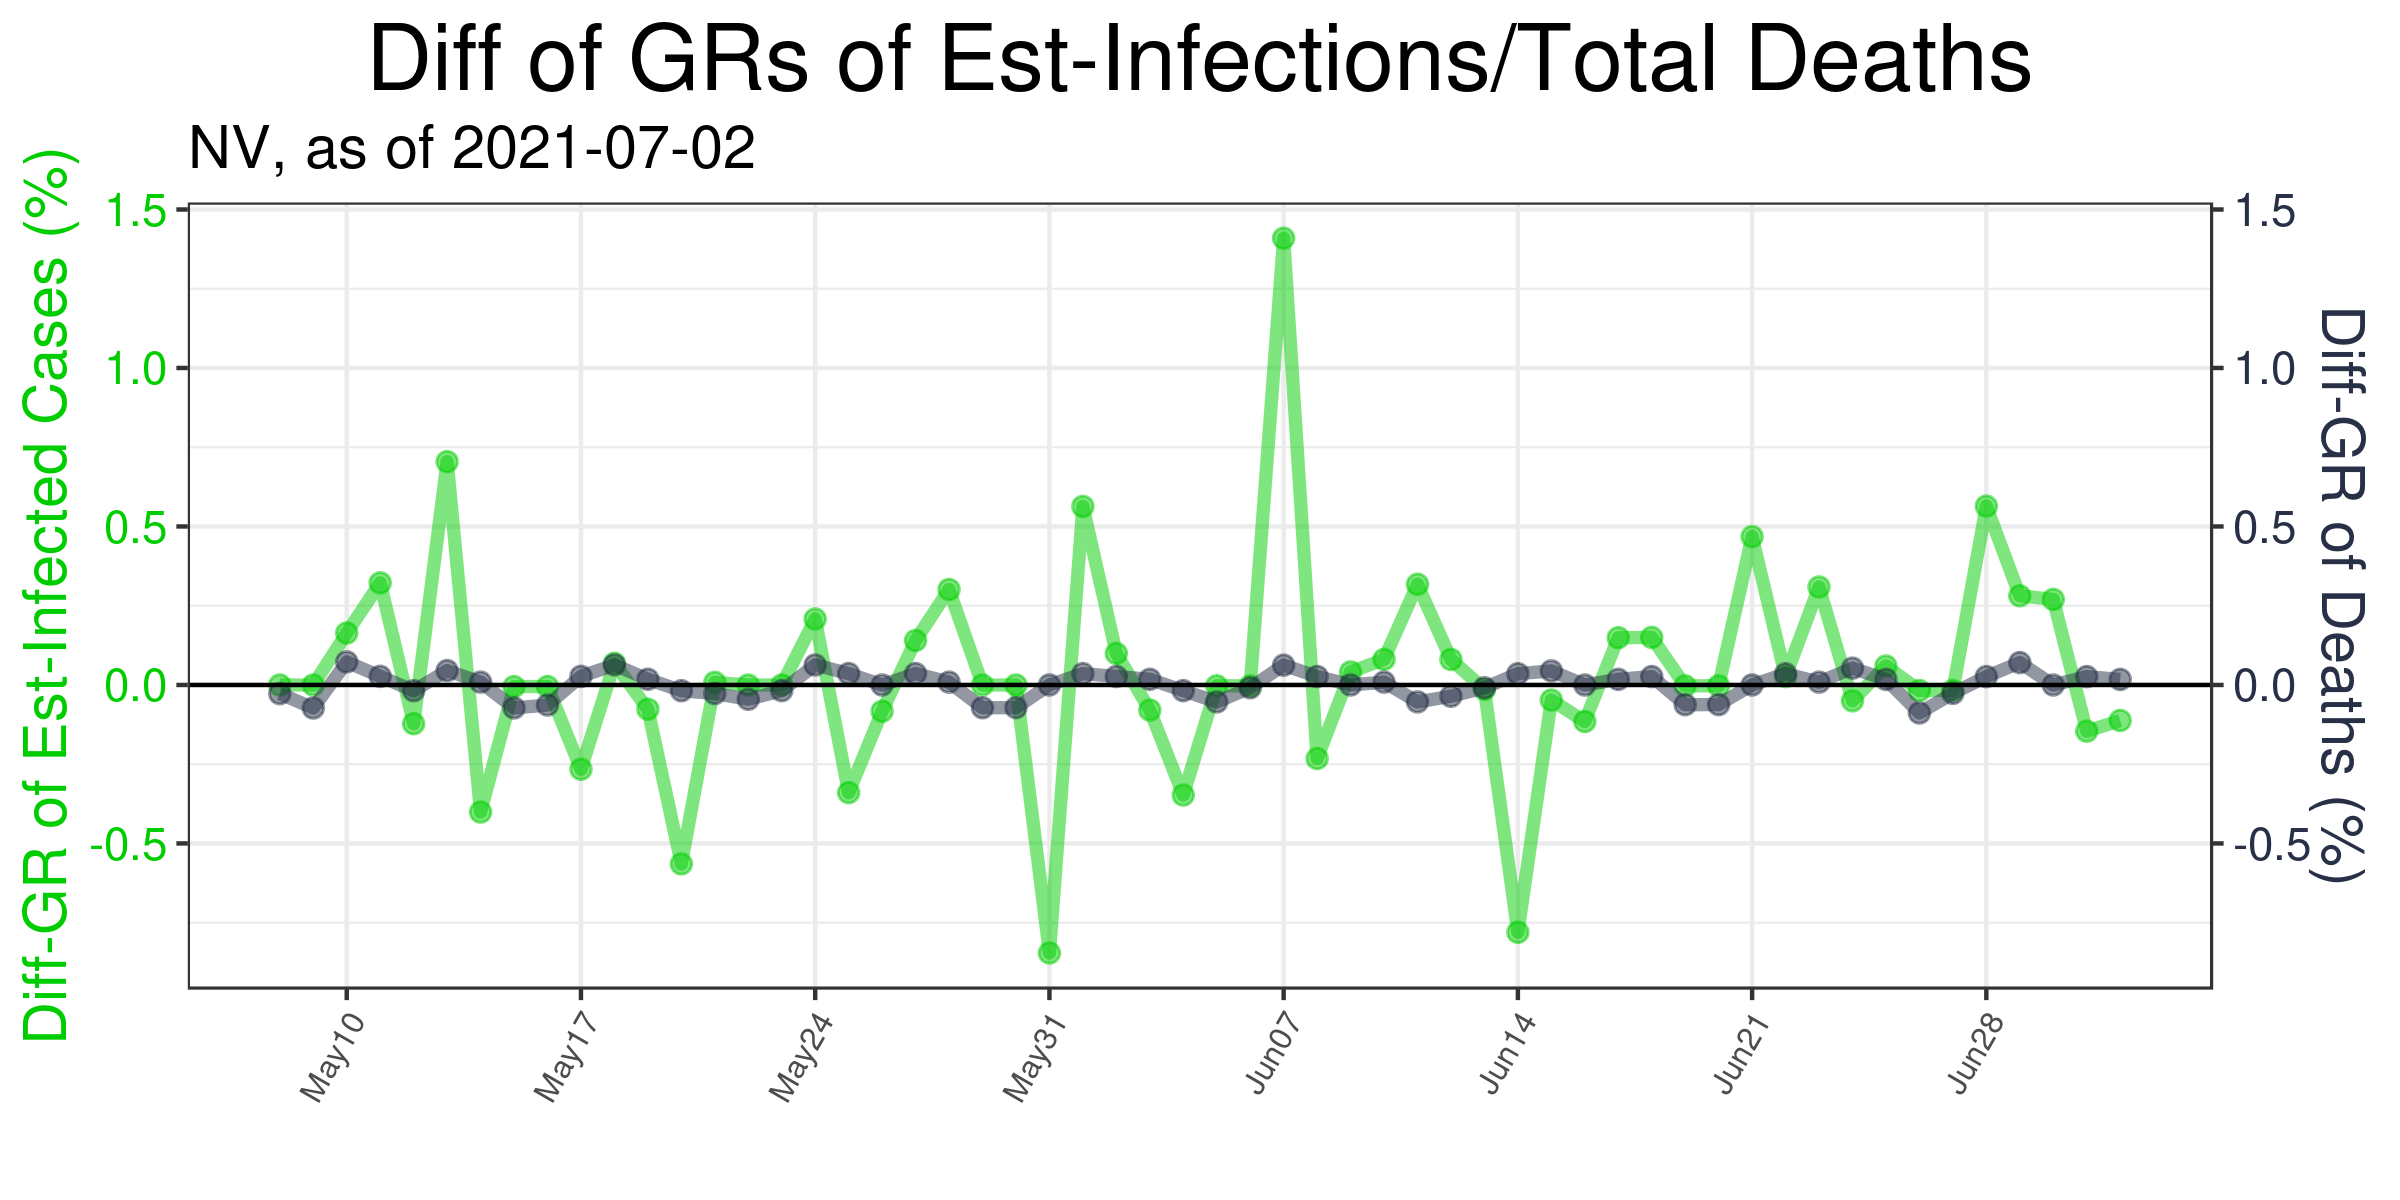 Diff of GRs of Est-Infections/Total Deaths
NV, as of 2021-07-02
Diff-GR of Est-Infected Cases (%)
1.5
1.0
0.5
0.0
-0.5
1.5
1.0
0.5
0.0
-0.5
Diff-GR of Deaths (%)
May10
May17
May24
May31
Jun07
Jun14
Jun21
Jun28